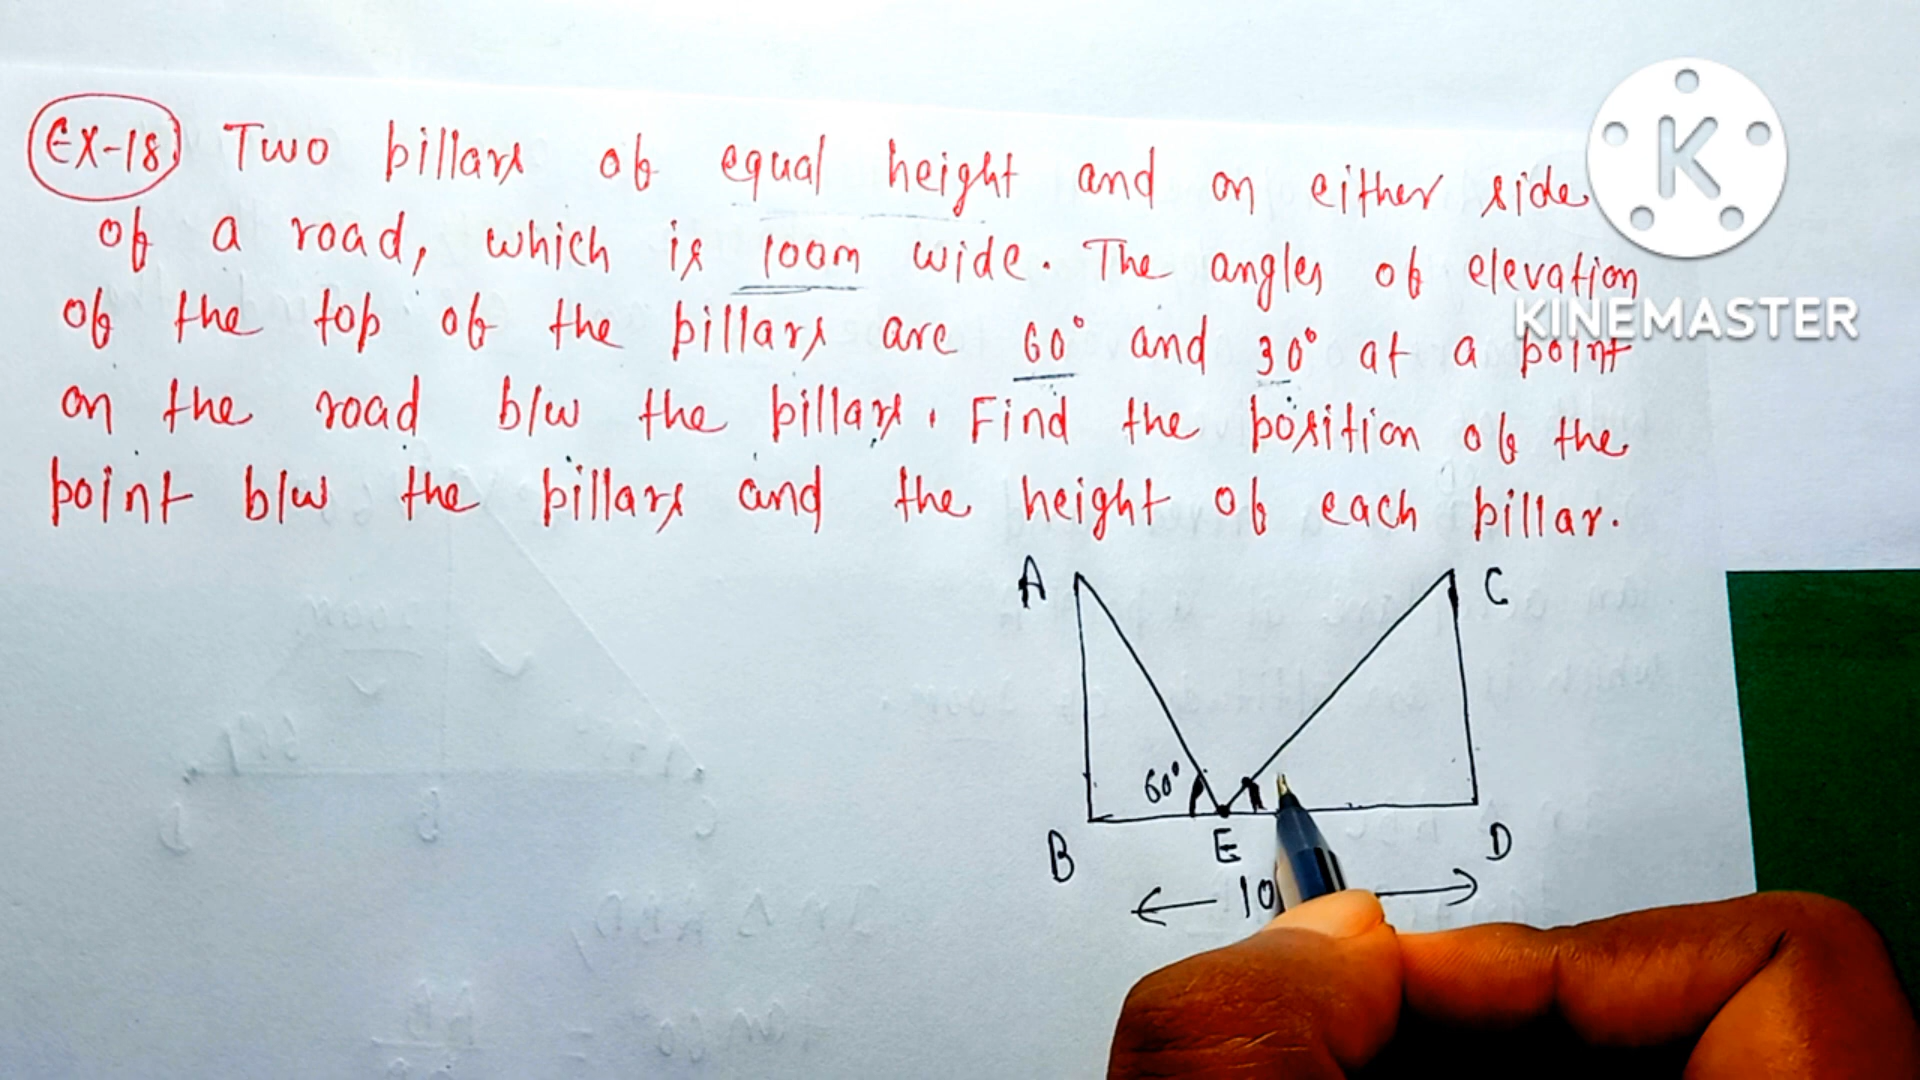 Ex-18) Two pillars of equal height and on either side
of a road, which is 100m wide. The angles of elevation
of the top of the pillars are 60° and 30° at a point
on the road b/w the pillars. Find the position of the
point b/w the pillars and the height of each pillar.
K
KINEMASTER
A
C
60°
B
E
D
10